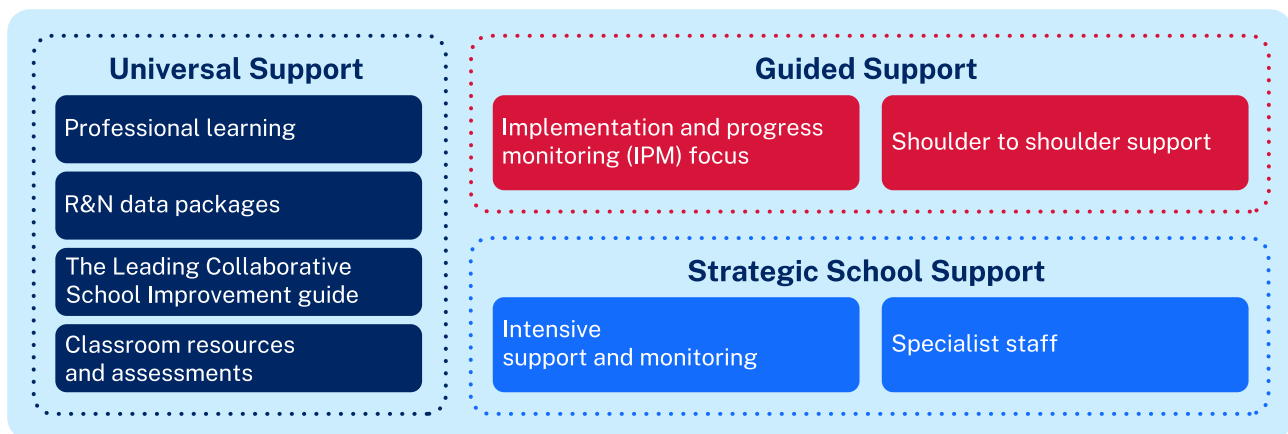 Universal Support
Professional learning
R&N data packages
The Leading Collaborative
School Improvement guide
Classroom resources
and assessments
Guided Support
Implementation and progress
monitoring (IPM) focus
Shoulder to shoulder support
Strategic School Support
Intensive
support and monitoring
Specialist staff